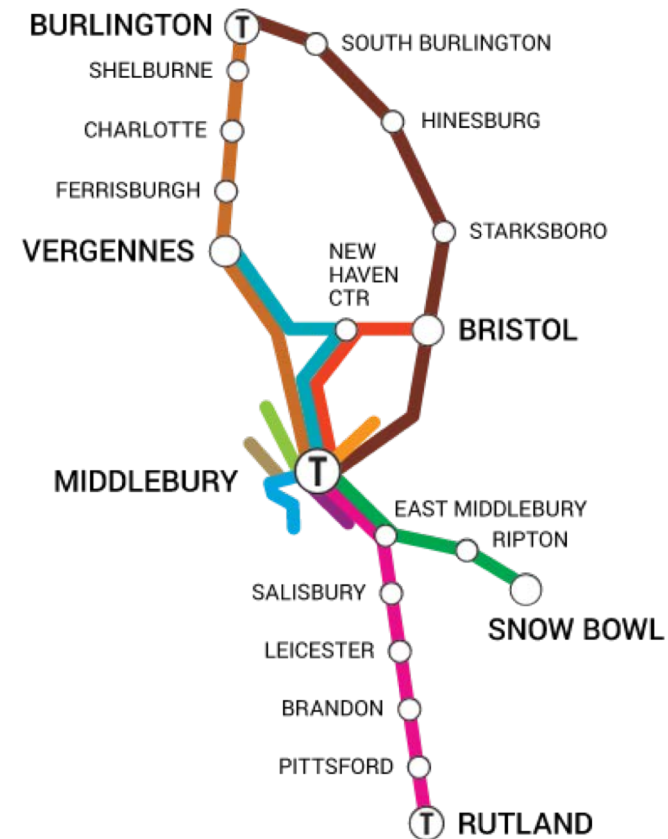 BURLINGTON
T
SOUTH BURLINGTON
SHELBURNE
HINESBURG
CHARLOTTE
FERRISBURGH
STARKSBORO
VERGENNES
NEW
HAVEN
CTR
BRISTOL
MIDDLEBURY
T
EAST MIDDLEBURY
RIPTON
SALISBURY
SNOW BOWL
LEICESTER
BRANDON
PITTSFORD
T
RUTLAND